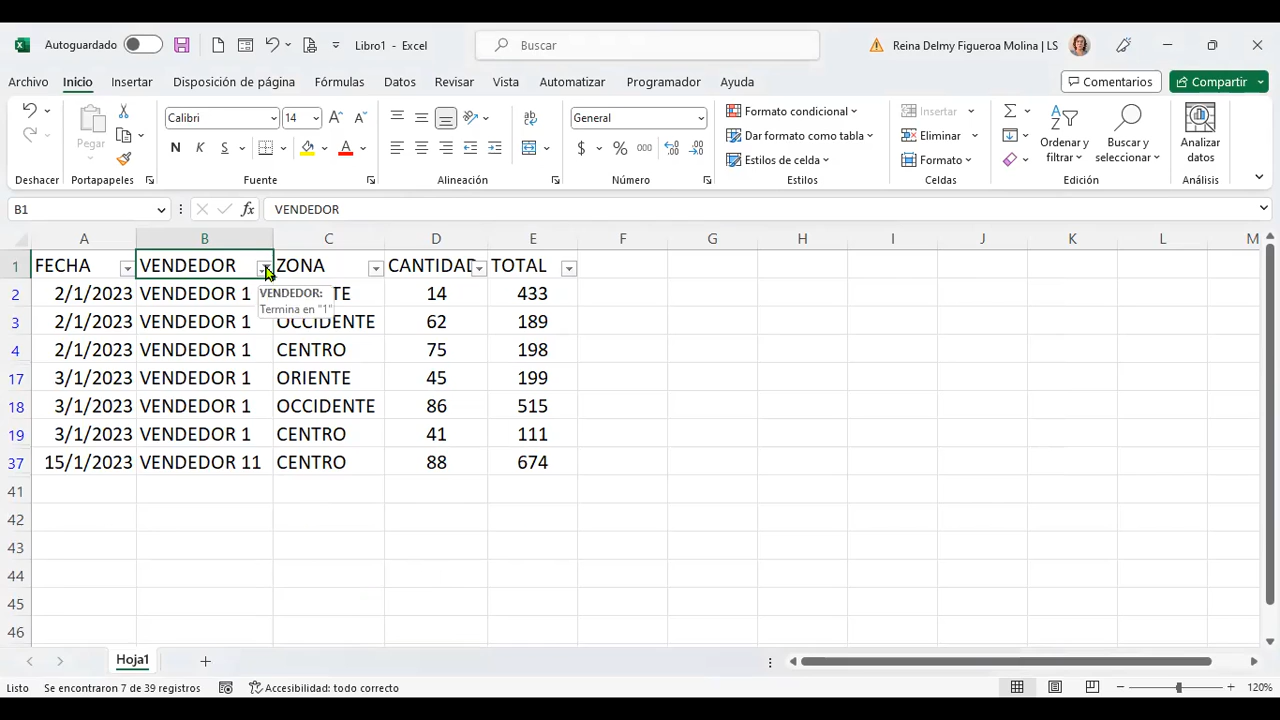 Autoguardado Libro1 - Excel Buscar Reina Delmy Figueroa Molina | LS
Archivo Inicio Insertar Disposición de página Fórmulas Datos Revisar Vista Automatizar Programador Ayuda Comentarios Compartir
Pegar Calibri 14 General Formato condicional Insertar Ordenar y filtrar Buscar y seleccionar Analizar datos
N K S $ % 000 Dar formato como tabla Eliminar
Estilos de celda Formato
Deshacer Portapapeles Fuente Alineación Número Estilos Celdas Edición Análisis
B1 fx VENDEDOR
A B C D E F G H I J K L M
1 FECHA VENDEDOR ZONA CANTIDAD TOTAL
VENDEDOR:
Termina en "1"
2 2/1/2023 VENDEDOR 1 TE 14 433
3 2/1/2023 VENDEDOR 1 OCCIDENTE 62 189
4 2/1/2023 VENDEDOR 1 CENTRO 75 198
17 3/1/2023 VENDEDOR 1 ORIENTE 45 199
18 3/1/2023 VENDEDOR 1 OCCIDENTE 86 515
19 3/1/2023 VENDEDOR 1 CENTRO 41 111
37 15/1/2023 VENDEDOR 11 CENTRO 88 674
41
42
43
44
45
46
Hoja1
Listo Se encontraron 7 de 39 registros Accesibilidad: todo correcto 120%